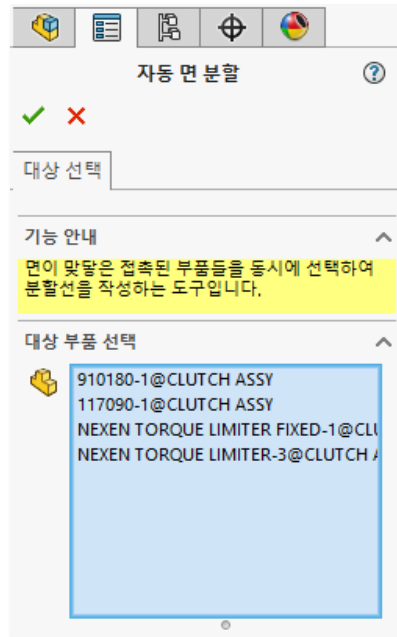 자동 면 분할
대상 선택
기능 안내
면이 맞닿은 접촉된 부품들을 동시에 선택하여
분할선을 작성하는 도구입니다.
대상 부품 선택
910180-1@CLUTCH ASSY
117090-1@CLUTCH ASSY
NEXEN TORQUE LIMITER FIXED-1@CLU
NEXEN TORQUE LIMITER-3@CLUTCH A